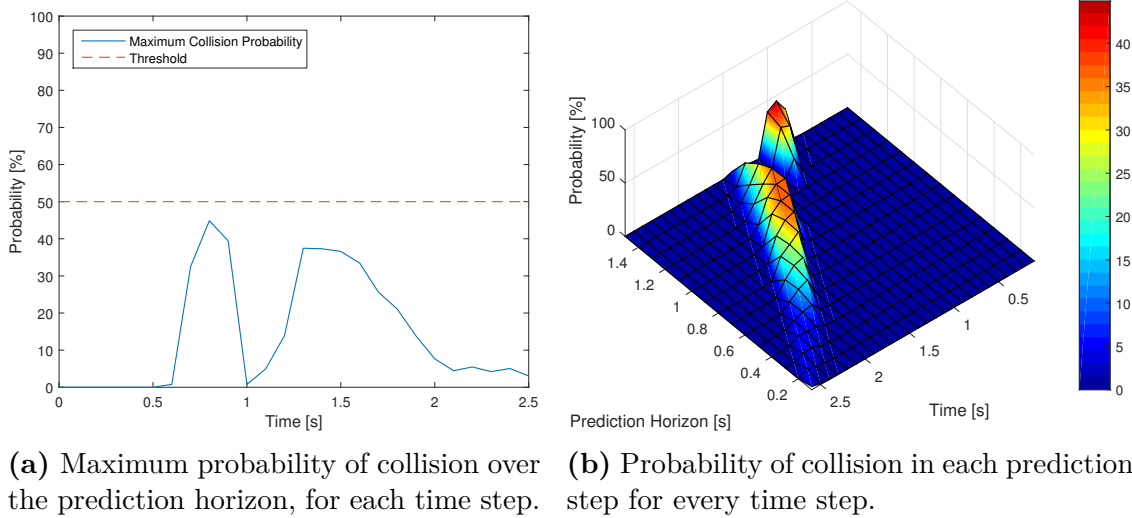 100
90
80
70
60
50
40
30
20
10
0
Probability [%]
Maximum Collision Probability
Threshold
0 0.5 1 1.5 2 2.5
Time [s]
100
50
0
Probability [%]
1.4
1.2
1
0.8
0.6
0.4
0.2
Prediction Horizon [s]
0.5
1
1.5
2
2.5
Time [s]
40
35
30
25
20
15
10
5
0
(a) Maximum probability of collision over
the prediction horizon, for each time step.
(b) Probability of collision in each prediction
step for every time step.